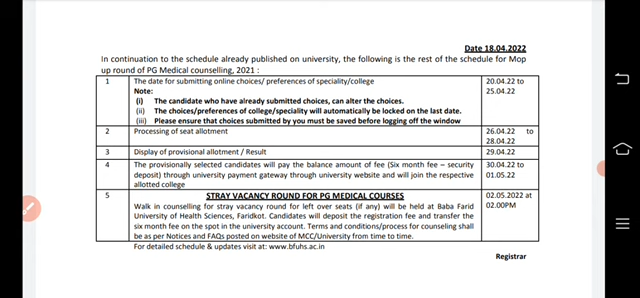 Date 18.04.2022
In continuation to the schedule already published on university, the following is the rest of the schedule for Mop
up round of PG Medical counselling, 2021 :
1 The date for submitting online choices/ preferences of speciality/college 20.04.22 to
Note: 25.04.22
(i) The candidate who have already submitted choices, can alter the choices.
(ii) The choices/preferences of college/speciality will automatically be locked on the last date.
(iii) Please ensure that choices submitted by you must be saved before logging off the window
2 Processing of seat allotment 26.04.22 to
28.04.22
3 Display of provisional allotment / Result 29.04.22
4 The provisionally selected candidates will pay the balance amount of fee (Six month fee – security 30.04.22 to
deposit) through university payment gateway through university website and will join the respective 01.05.22
allotted college
5 STRAY VACANCY ROUND FOR PG MEDICAL COURSES 02.05.2022 at
Walk in counselling for stray vacancy round for left over seats (if any) will be held at Baba Farid 02.00PM
University of Health Sciences, Faridkot. Candidates will deposit the registration fee and transfer the
six month fee on the spot in the university account. Terms and conditions/process for counseling shall
be as per Notices and FAQs posted on website of MCC/University from time to time.
For detailed schedule & updates visit at: www.bfuhs.ac.in
Registrar